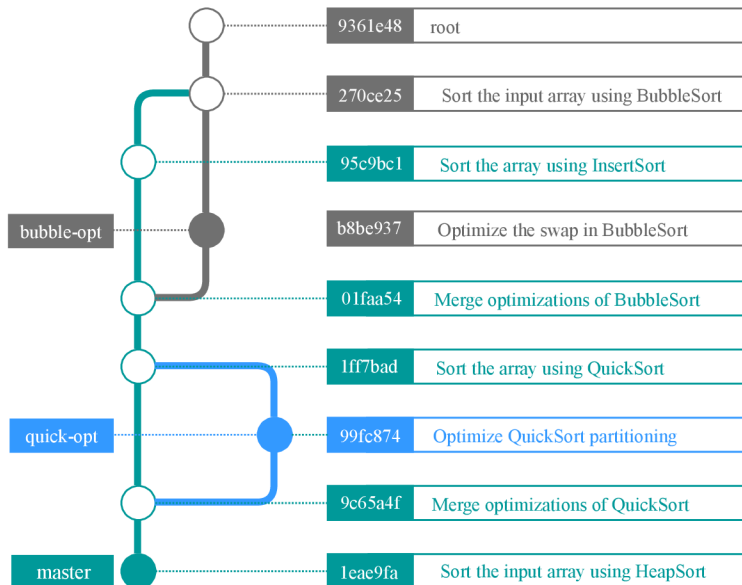 9361e48 root
270ce25 Sort the input array using BubbleSort
95c9bc1 Sort the array using InsertSort
bubble-opt b8be937 Optimize the swap in BubbleSort
01faa54 Merge optimizations of BubbleSort
1ff7bad Sort the array using QuickSort
quick-opt 99fc874 Optimize QuickSort partitioning
9c65a4f Merge optimizations of QuickSort
master 1eae9fa Sort the input array using HeapSort